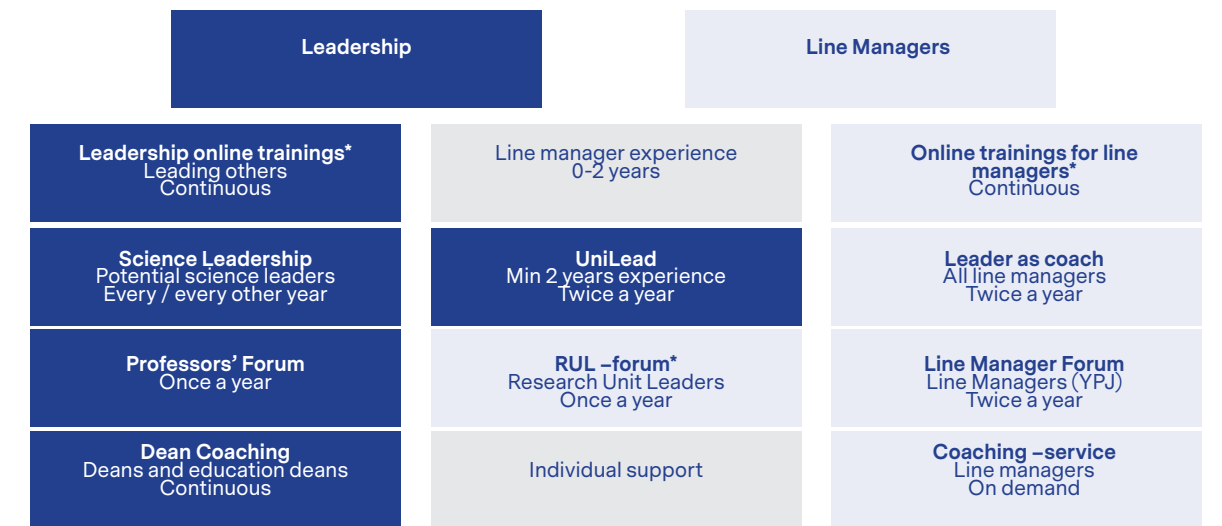 Leadership
Line Managers
Leadership online trainings*
Leading others
Continuous
Line manager experience
0-2 years
Online trainings for line
managers*
Continuous
Science Leadership
Potential science leaders
Every / every other year
UniLead
Min 2 years experience
Twice a year
Leader as coach
All line managers
Twice a year
Professors’ Forum
Once a year
RUL –forum*
Research Unit Leaders
Once a year
Line Manager Forum
Line Managers (YPJ)
Twice a year
Dean Coaching
Deans and education deans
Continuous
Individual support
Coaching –service
Line managers
On demand